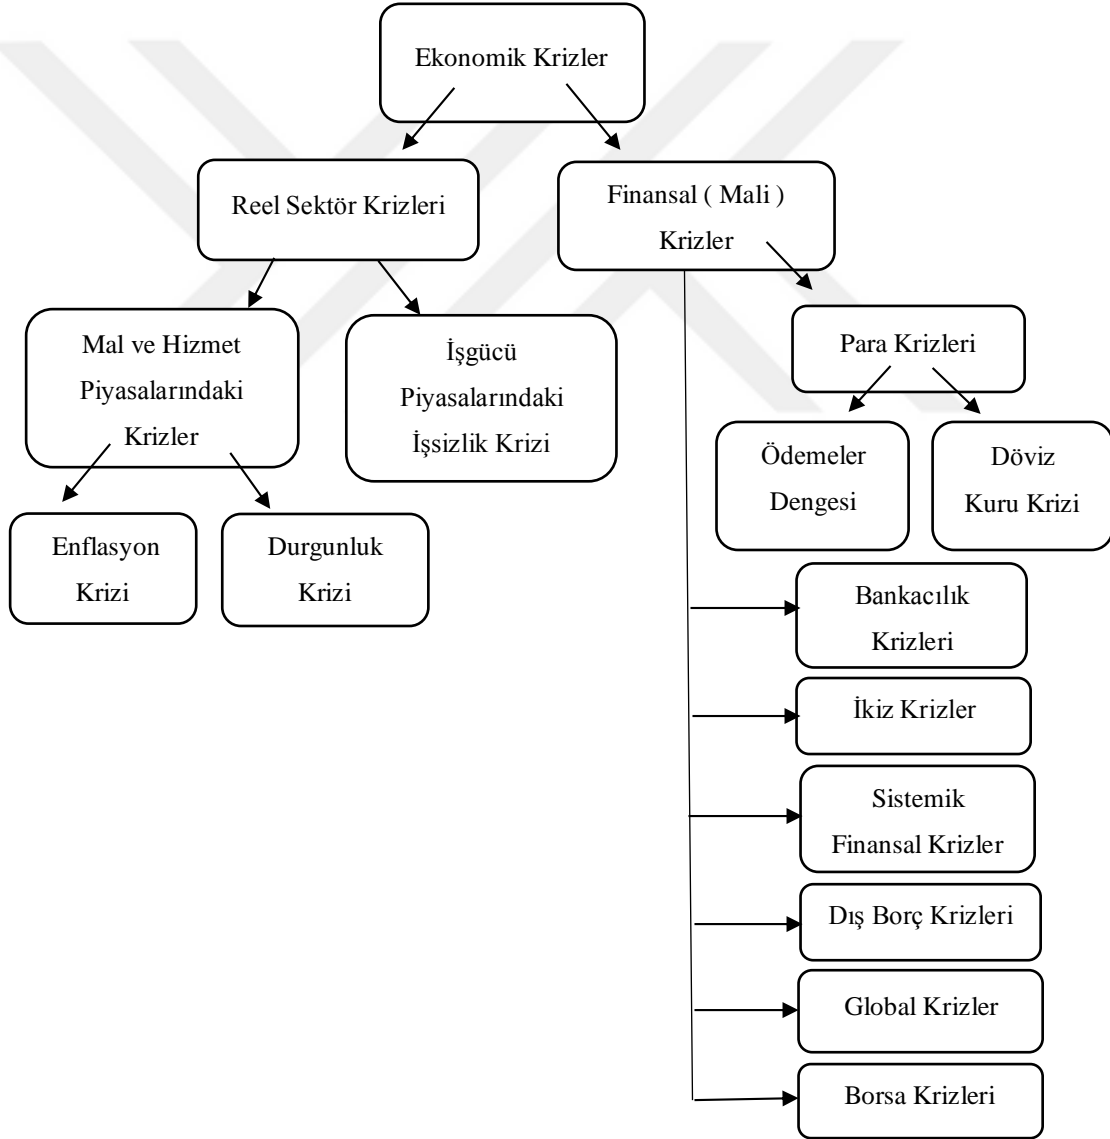 Ekonomik Krizler
Reel Sektör Krizleri
Finansal ( Mali )
Krizler
Mal ve Hizmet
Piyasalarındaki
Krizler
İşgücü
Piyasalarındaki
İşsizlik Krizi
Para Krizleri
Ödemeler
Dengesi
Döviz
Kuru Krizi
Enflasyon
Krizi
Durgunluk
Krizi
Bankacılık
Krizleri
İkiz Krizler
Sistemik
Finansal Krizler
Dış Borç Krizleri
Global Krizler
Borsa Krizleri